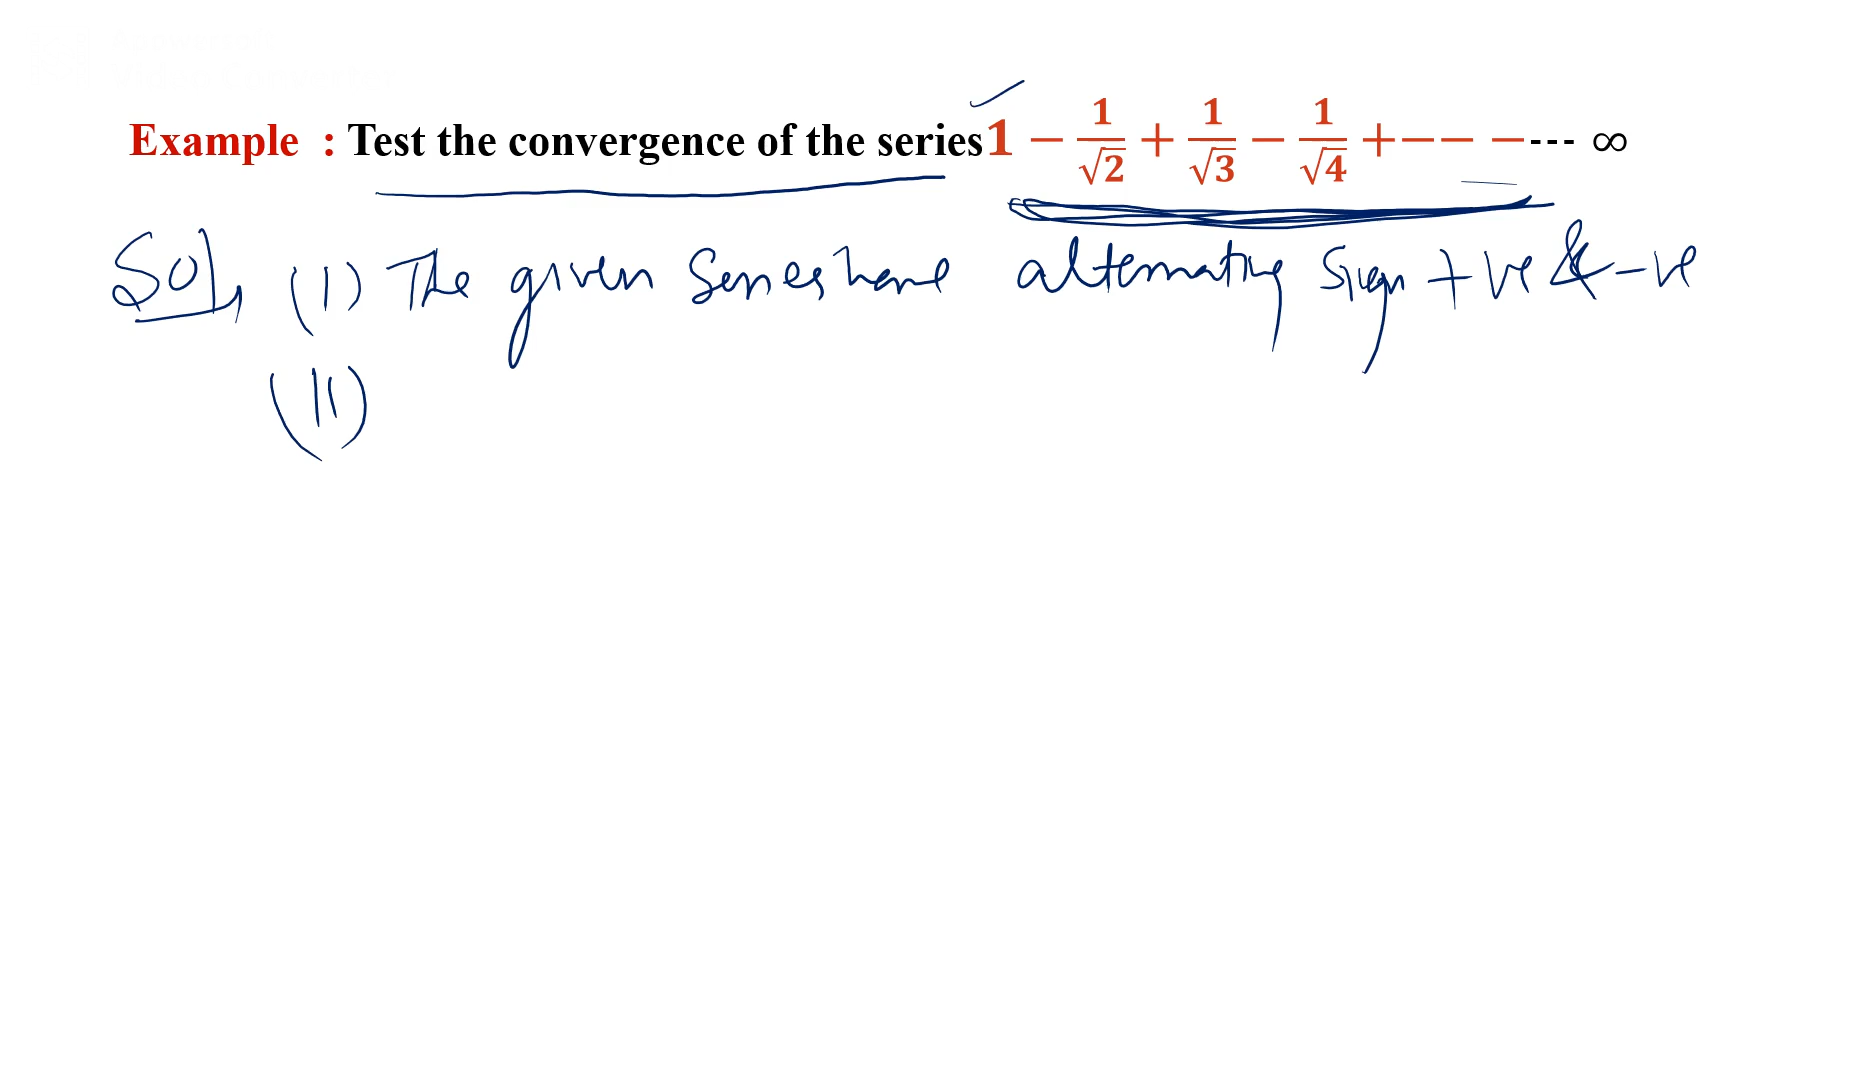 Example : Test the convergence of the series 1 − 1/√2 + 1/√3 − 1/√4 + − − − --- ∞
Sol, (I) The given Series have alternating sign +ve & −ve
(II)